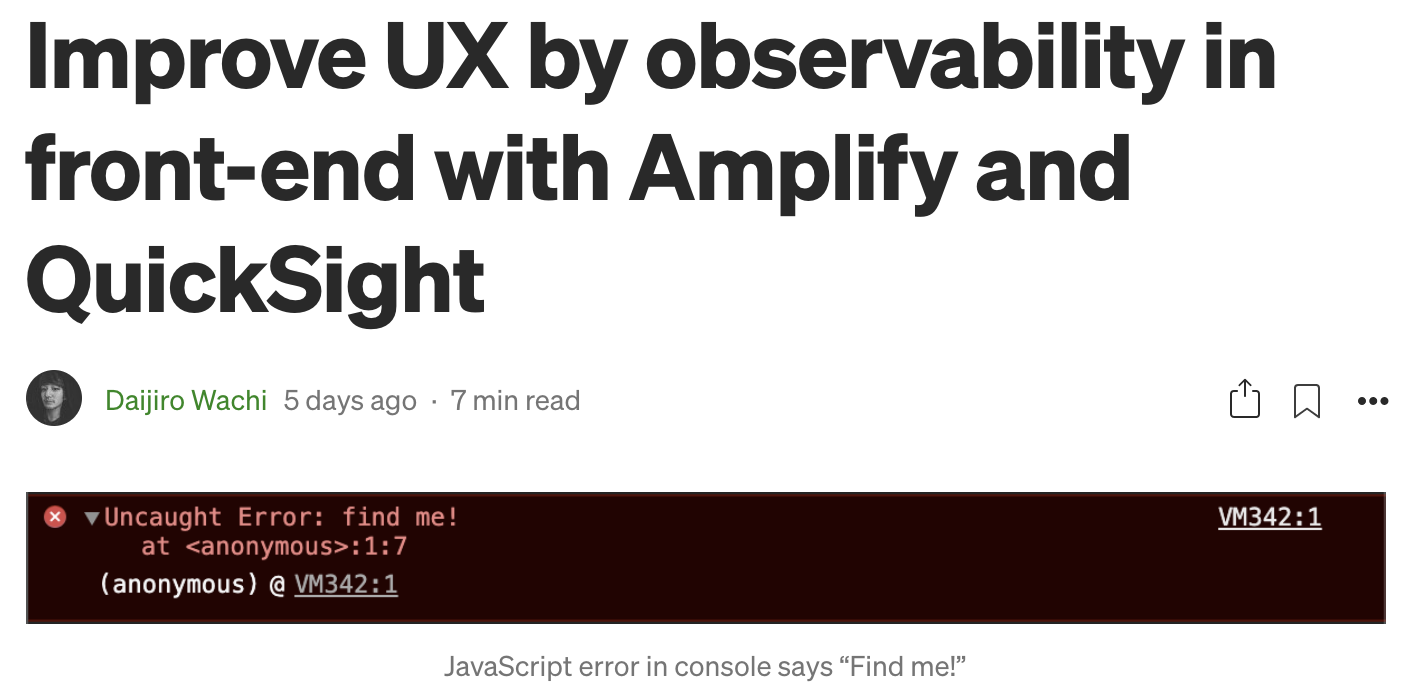 Improve UX by observability in
front-end with Amplify and
QuickSight
Daijiro Wachi 5 days ago · 7 min read
Uncaught Error: find me! VM342:1
at <anonymous>:1:7
(anonymous) @ VM342:1
JavaScript error in console says “Find me!”